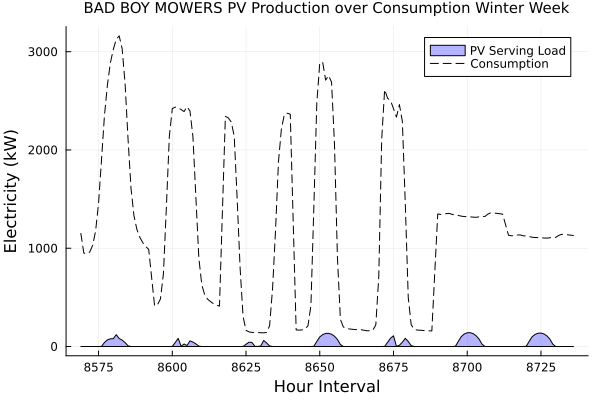 BAD BOY MOWERS PV Production over Consumption Winter Week
PV Serving Load
Consumption
Electricity (kW)
3000
2000
1000
0
8575 8600 8625 8650 8675 8700 8725
Hour Interval